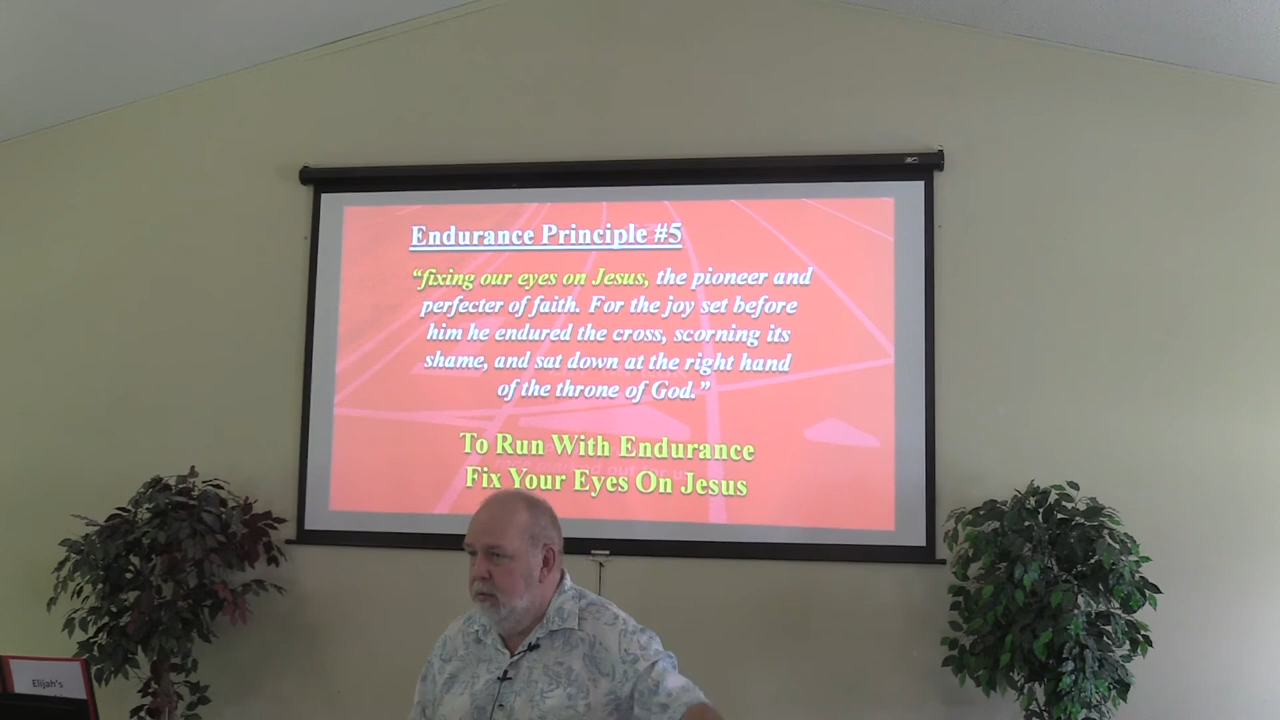 Endurance Principle #5
“fixing our eyes on Jesus, the pioneer and
perfecter of faith. For the joy set before
him he endured the cross, scorning its
shame, and sat down at the right hand
of the throne of God.”
To Run With Endurance
Fix Your Eyes On Jesus
Elijah's